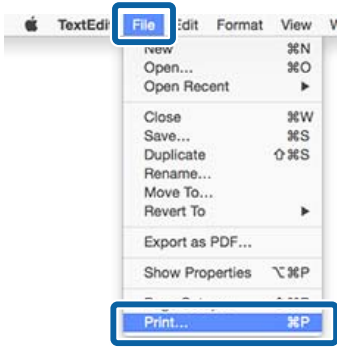 TextEdi File Edit Format View
New ⌘N
Open... ⌘O
Open Recent ▶
Close ⌘W
Save... ⌘S
Duplicate ⇧⌘S
Rename...
Move To...
Revert To ▶
Export as PDF...
Show Properties ⌥⌘P
Print... ⌘P